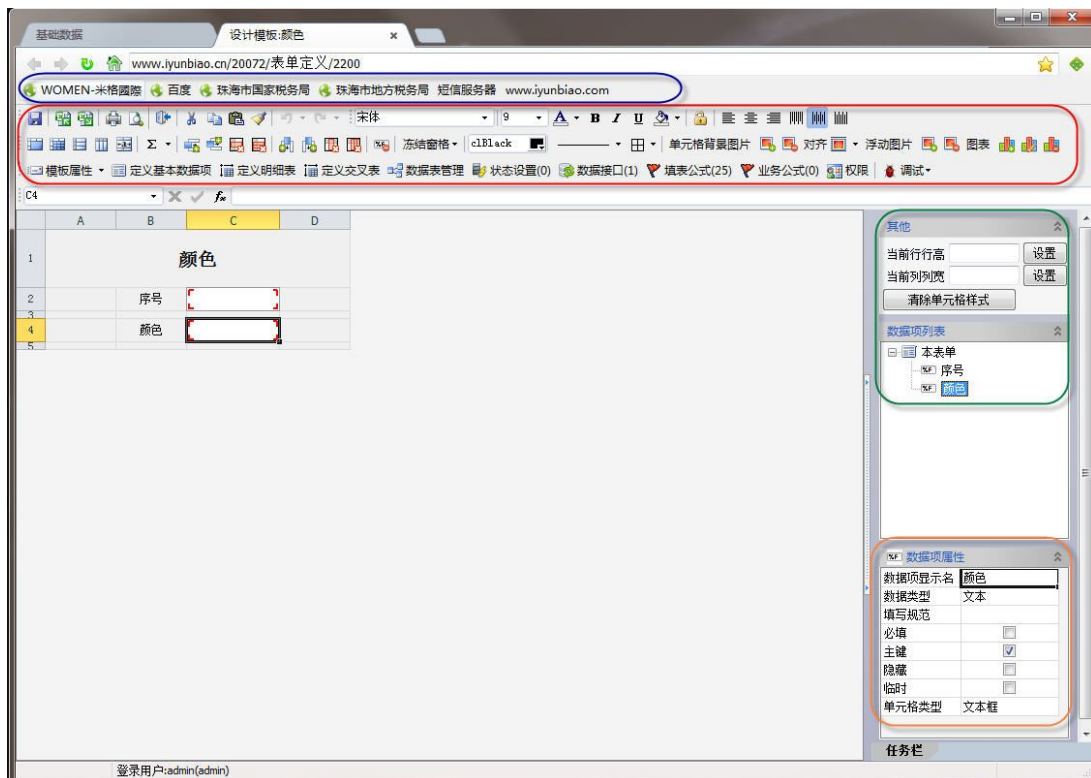 基础数据 设计模板:颜色
www.iyunbiao.cn/20072/表单定义/2200
WOMEN-米格國際 百度 珠海市国家税务局 珠海市地方税务局 短信服务器 www.iyunbiao.com
宋体 9 A B I U
Σ 冻结窗格 clBlack 单元格背景图片 对齐 浮动图片 图表
模板属性 定义基本数据项 定义明细表 定义交叉表 数据表管理 状态设置(0) 数据接口(1) 填表公式(25) 业务公式(0) 权限 调试
C4 fx
A B C D
1 颜色
2 序号
3
4 颜色
5
其他
当前行行高 设置
当前列列宽 设置
清除单元格样式
数据项列表
本表单
序号
颜色
数据项属性
数据项显示名 颜色
数据类型 文本
填写规范
必填
主键
隐藏
临时
单元格类型 文本框
任务栏
登录用户:admin(admin)